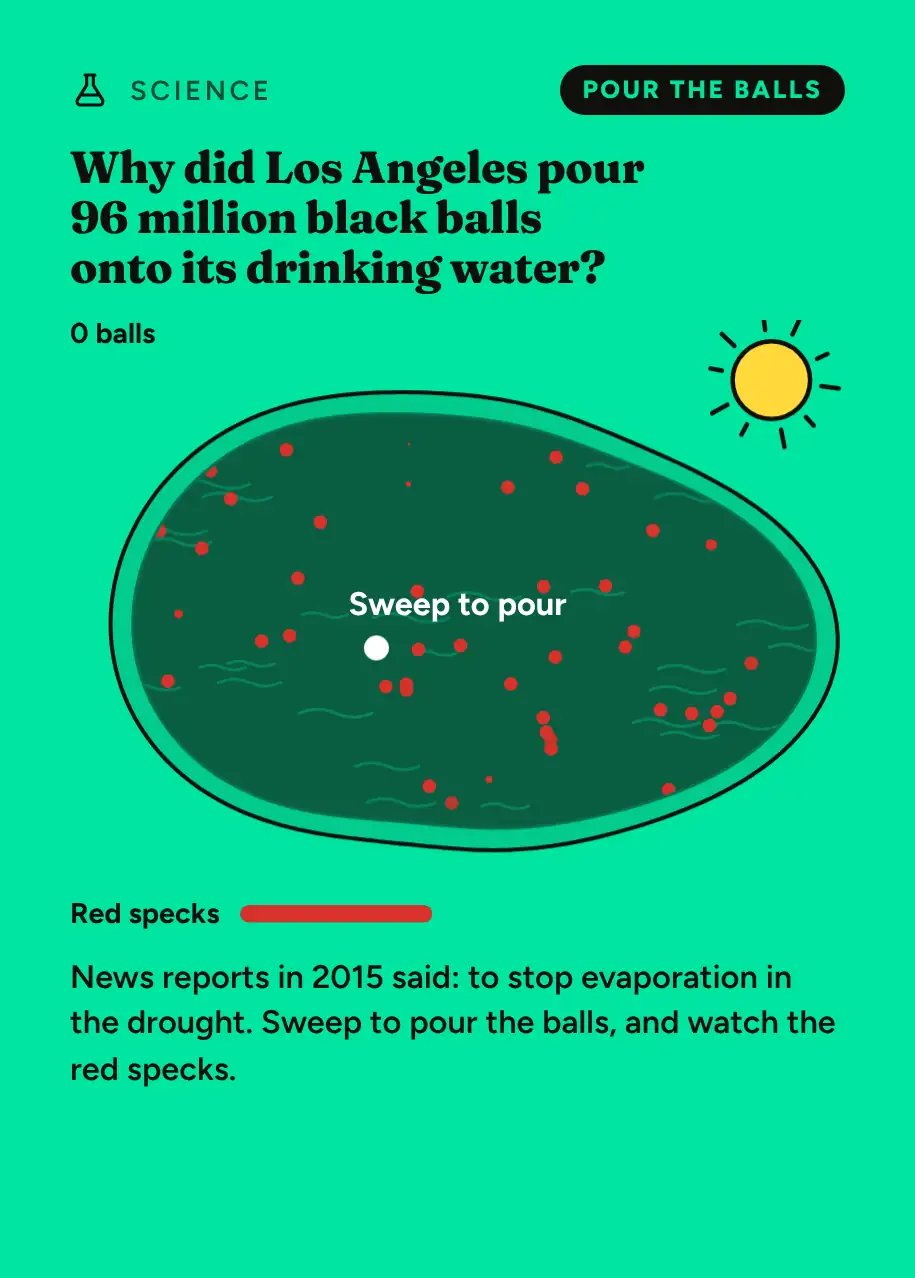 SCIENCE
POUR THE BALLS
Why did Los Angeles pour
96 million black balls
onto its drinking water?
0 balls
Sweep to pour
Red specks
News reports in 2015 said: to stop evaporation in
the drought. Sweep to pour the balls, and watch the
red specks.